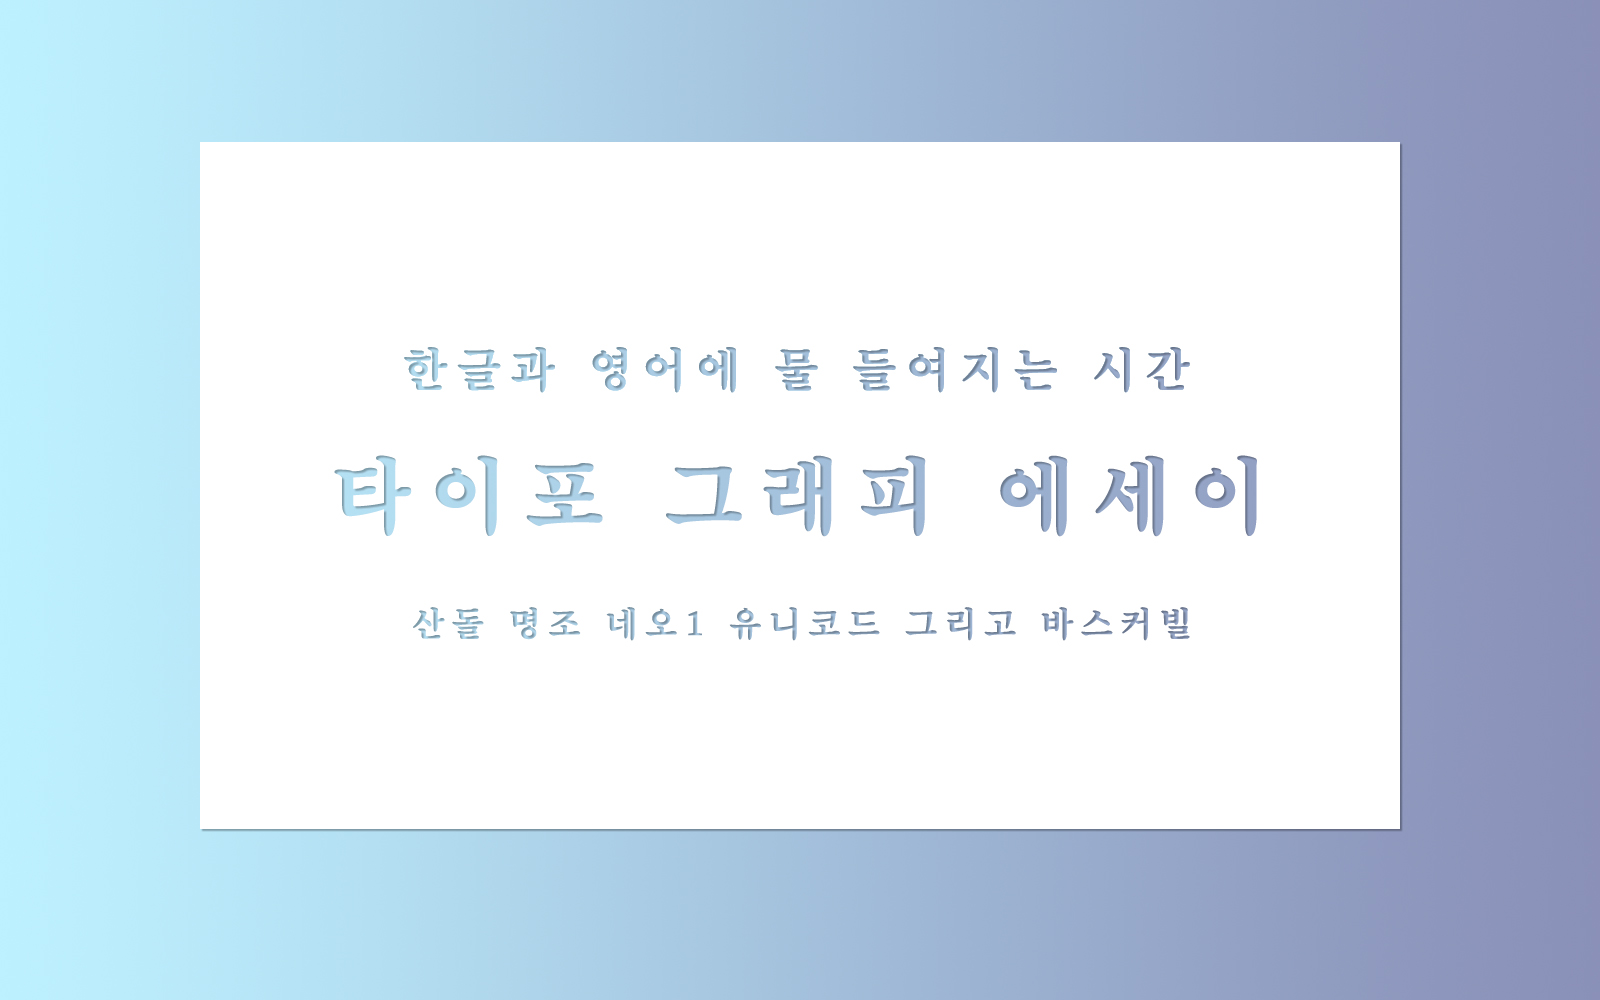 한글과 영어에 물 들여지는 시간
타이포 그래피 에세이
산돌 명조 네오1 유니코드 그리고 바스커빌